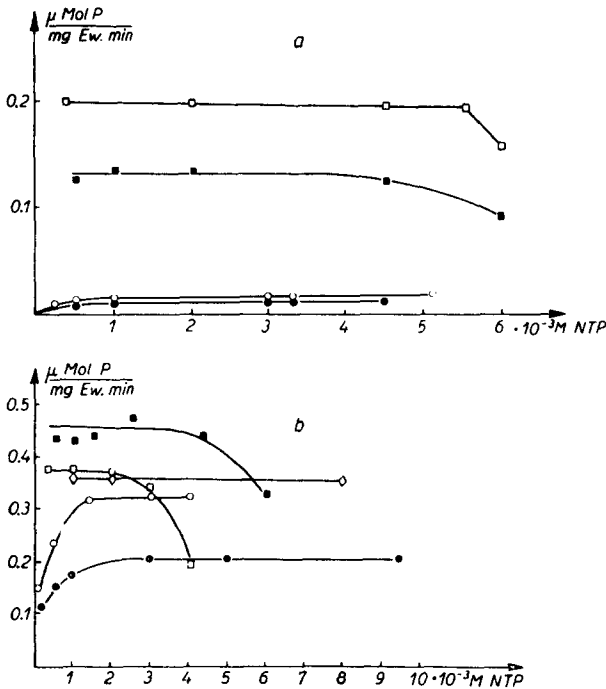 μ Mol P
mg Ew. min
a
0.2
0.1
1 2 3 4 5 6 · 10⁻³M NTP
μ Mol P
mg Ew. min
b
0.5
0.4
0.3
0.2
0.1
1 2 3 4 5 6 7 8 9 10 · 10⁻³M NTP